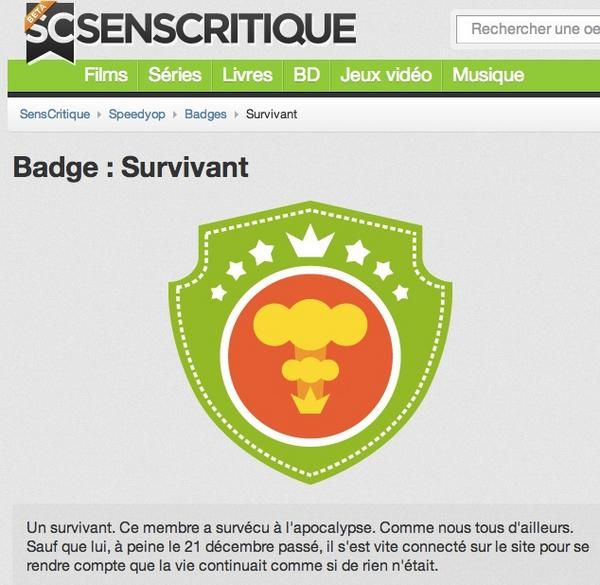 BETA
SC SENSCRITIQUE
Rechercher une oe
Films Séries Livres BD Jeux vidéo Musique
SensCritique Speedyop Badges Survivant
Badge : Survivant
Un survivant. Ce membre a survécu à l'apocalypse. Comme nous tous d'ailleurs.
Sauf que lui, à peine le 21 décembre passé, il s'est vite connecté sur le site pour se
rendre compte que la vie continuait comme si de rien n'était.